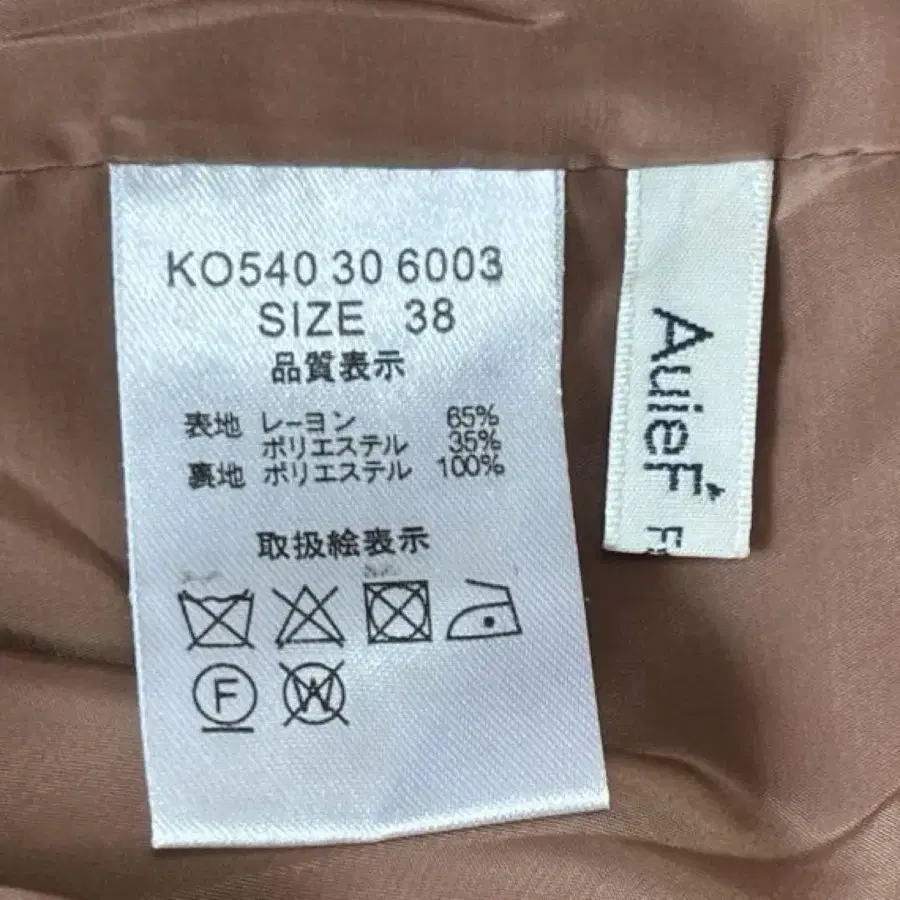 KO540 30 6003
SIZE 38
品質表示
表地 レーヨン 65%
ポリエステル 35%
裏地 ポリエステル 100%
取扱絵表示
F
W
AuieF